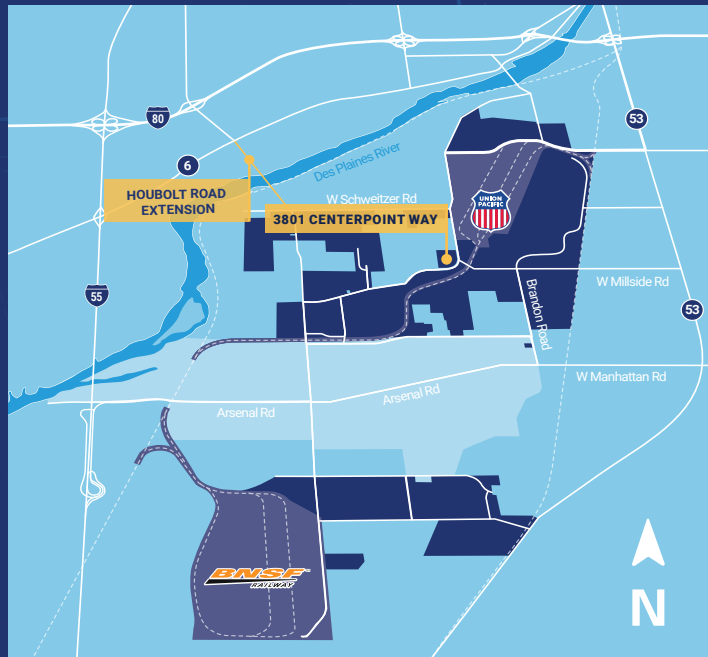 80
53
6
Des Plaines River
HOUBOLT ROAD
EXTENSION
W Schweitzer Rd
UNION
PACIFIC
3801 CENTERPOINT WAY
55
W Millside Rd
Brandon Road
53
W Manhattan Rd
Arsenal Rd
Arsenal Rd
BNSF
RAILWAY
N